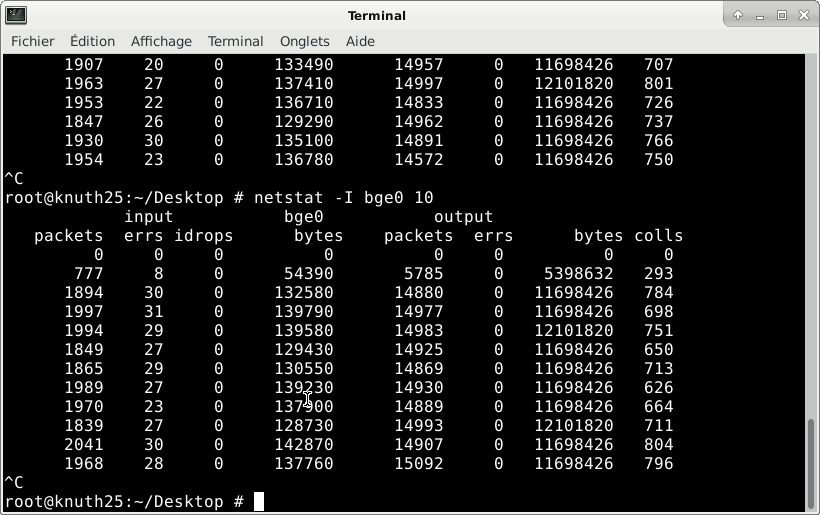 Terminal
Fichier Édition Affichage Terminal Onglets Aide
1907 20 0 133490 14957 0 11698426 707
1963 27 0 137410 14997 0 12101820 801
1953 22 0 136710 14833 0 11698426 726
1847 26 0 129290 14962 0 11698426 737
1930 30 0 135100 14891 0 11698426 766
1954 23 0 136780 14572 0 11698426 750
^C
root@knuth25:~/Desktop # netstat -I bge0 10
input bge0 output
packets errs idrops bytes packets errs bytes colls
0 0 0 0 0 0 0 0
777 8 0 54390 5785 0 5398632 293
1894 30 0 132580 14880 0 11698426 784
1997 31 0 139790 14977 0 11698426 698
1994 29 0 139580 14983 0 12101820 751
1849 27 0 129430 14925 0 11698426 650
1865 29 0 130550 14869 0 11698426 713
1989 27 0 139230 14930 0 11698426 626
1970 23 0 137900 14889 0 11698426 664
1839 27 0 128730 14993 0 12101820 711
2041 30 0 142870 14907 0 11698426 804
1968 28 0 137760 15092 0 11698426 796
^C
root@knuth25:~/Desktop #